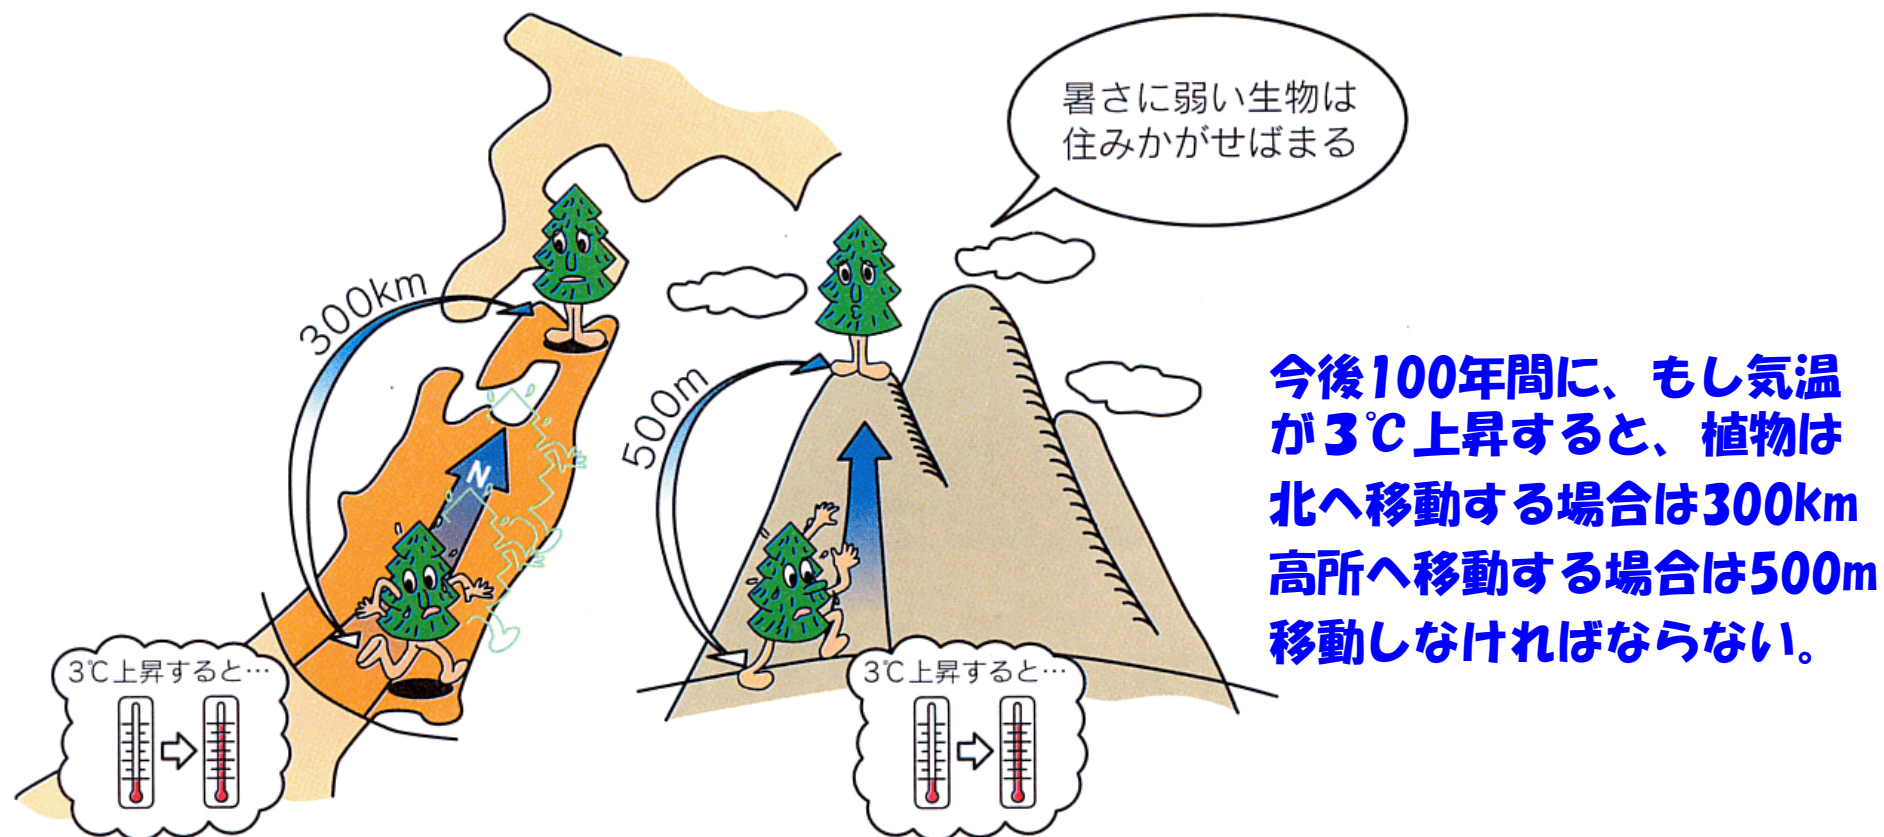 暑さに弱い生物は
住みかがせばまる
300km
N
3℃上昇すると…
500m
3℃上昇すると…
今後100年間に、もし気温
が3℃上昇すると、植物は
北へ移動する場合は300km
高所へ移動する場合は500m
移動しなければならない。